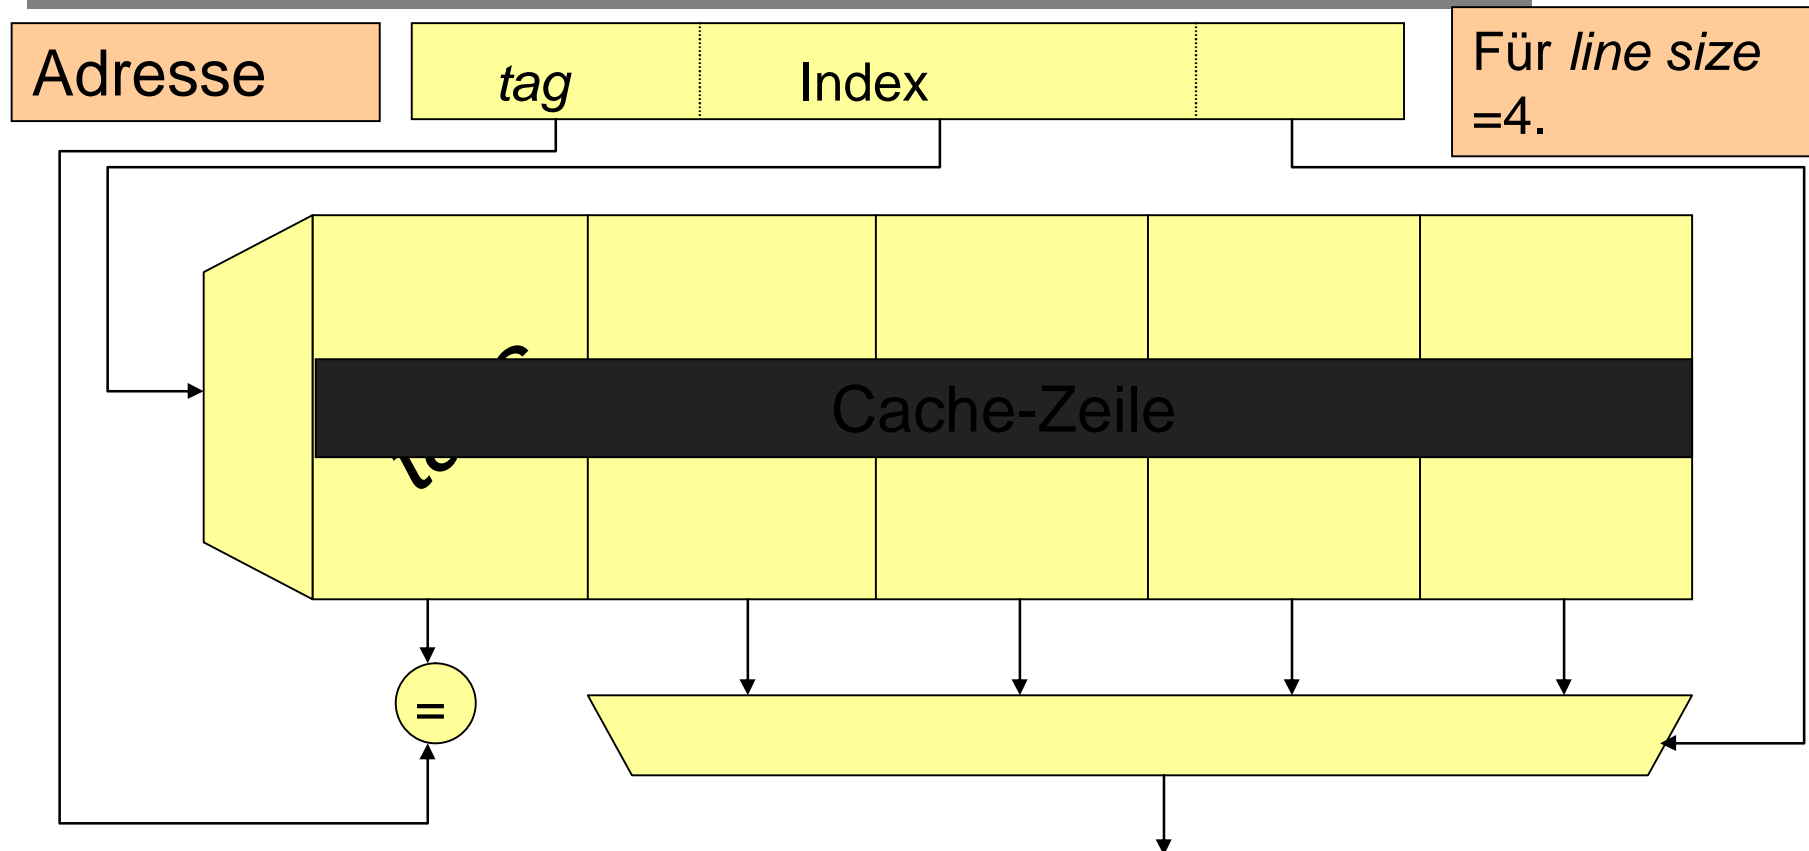 Adresse
tag Index
Für line size
=4.
Cache-Zeile
=